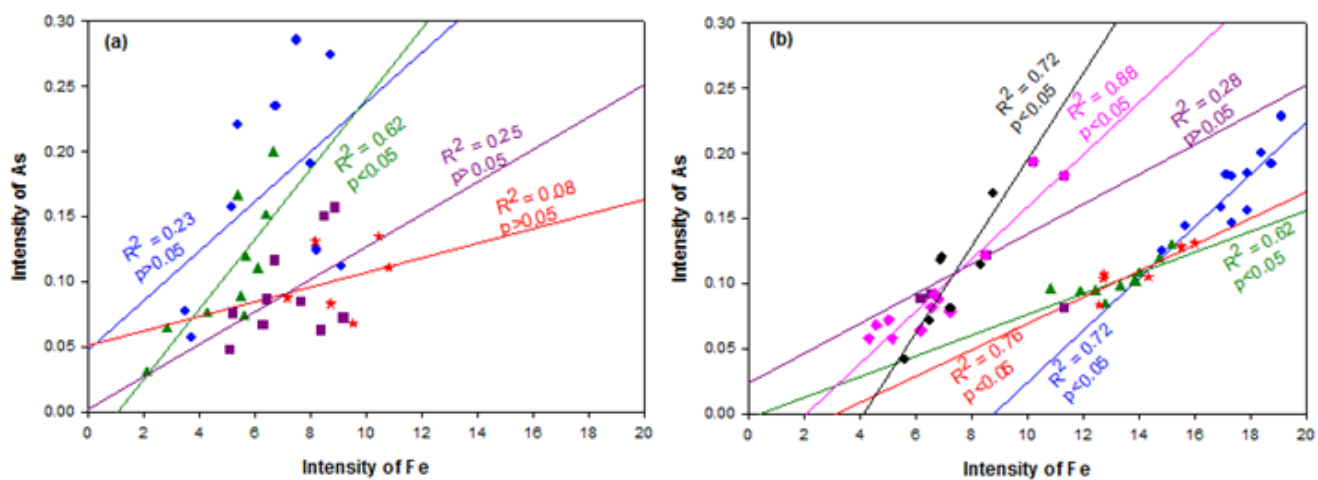 (a)
Intensity of As
0.30
0.25
0.20
0.15
0.10
0.05
0.00
R² = 0.23
p>0.05
R² = 0.62
p<0.05
R² = 0.25
p>0.05
R² = 0.08
p>0.05
0 2 4 6 8 10 12 14 16 18 20
Intensity of Fe
(b)
Intensity of As
0.30
0.25
0.20
0.15
0.10
0.05
0.00
R² = 0.72
p<0.05
R² = 0.88
p<0.05
R² = 0.28
p>0.05
R² = 0.62
p<0.05
R² = 0.76
p<0.05
R² = 0.72
p<0.05
0 2 4 6 8 10 12 14 16 18 20
Intensity of Fe